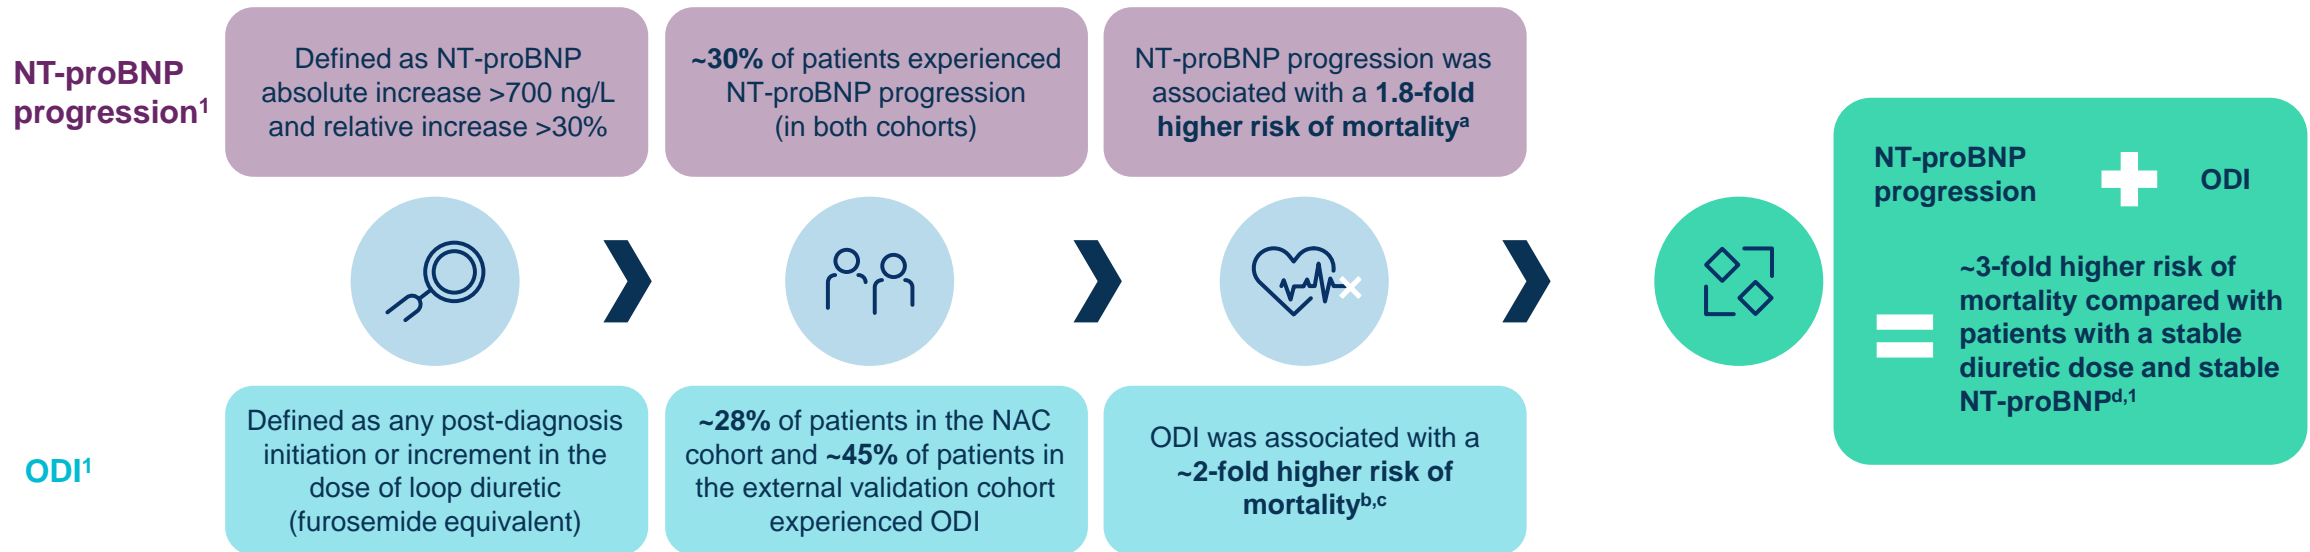 NT-proBNP
progression1
Defined as NT-proBNP
absolute increase >700 ng/L
and relative increase >30%
~30% of patients experienced
NT-proBNP progression
(in both cohorts)
NT-proBNP progression was
associated with a 1.8-fold
higher risk of mortalitya
ODI1
Defined as any post-diagnosis
initiation or increment in the
dose of loop diuretic
(furosemide equivalent)
~28% of patients in the NAC
cohort and ~45% of patients in
the external validation cohort
experienced ODI
ODI was associated with a
~2-fold higher risk of
mortalityb,c
NT-proBNP
progression
ODI
~3-fold higher risk of
mortality compared with
patients with a stable
diuretic dose and stable
NT-proBNPd,1